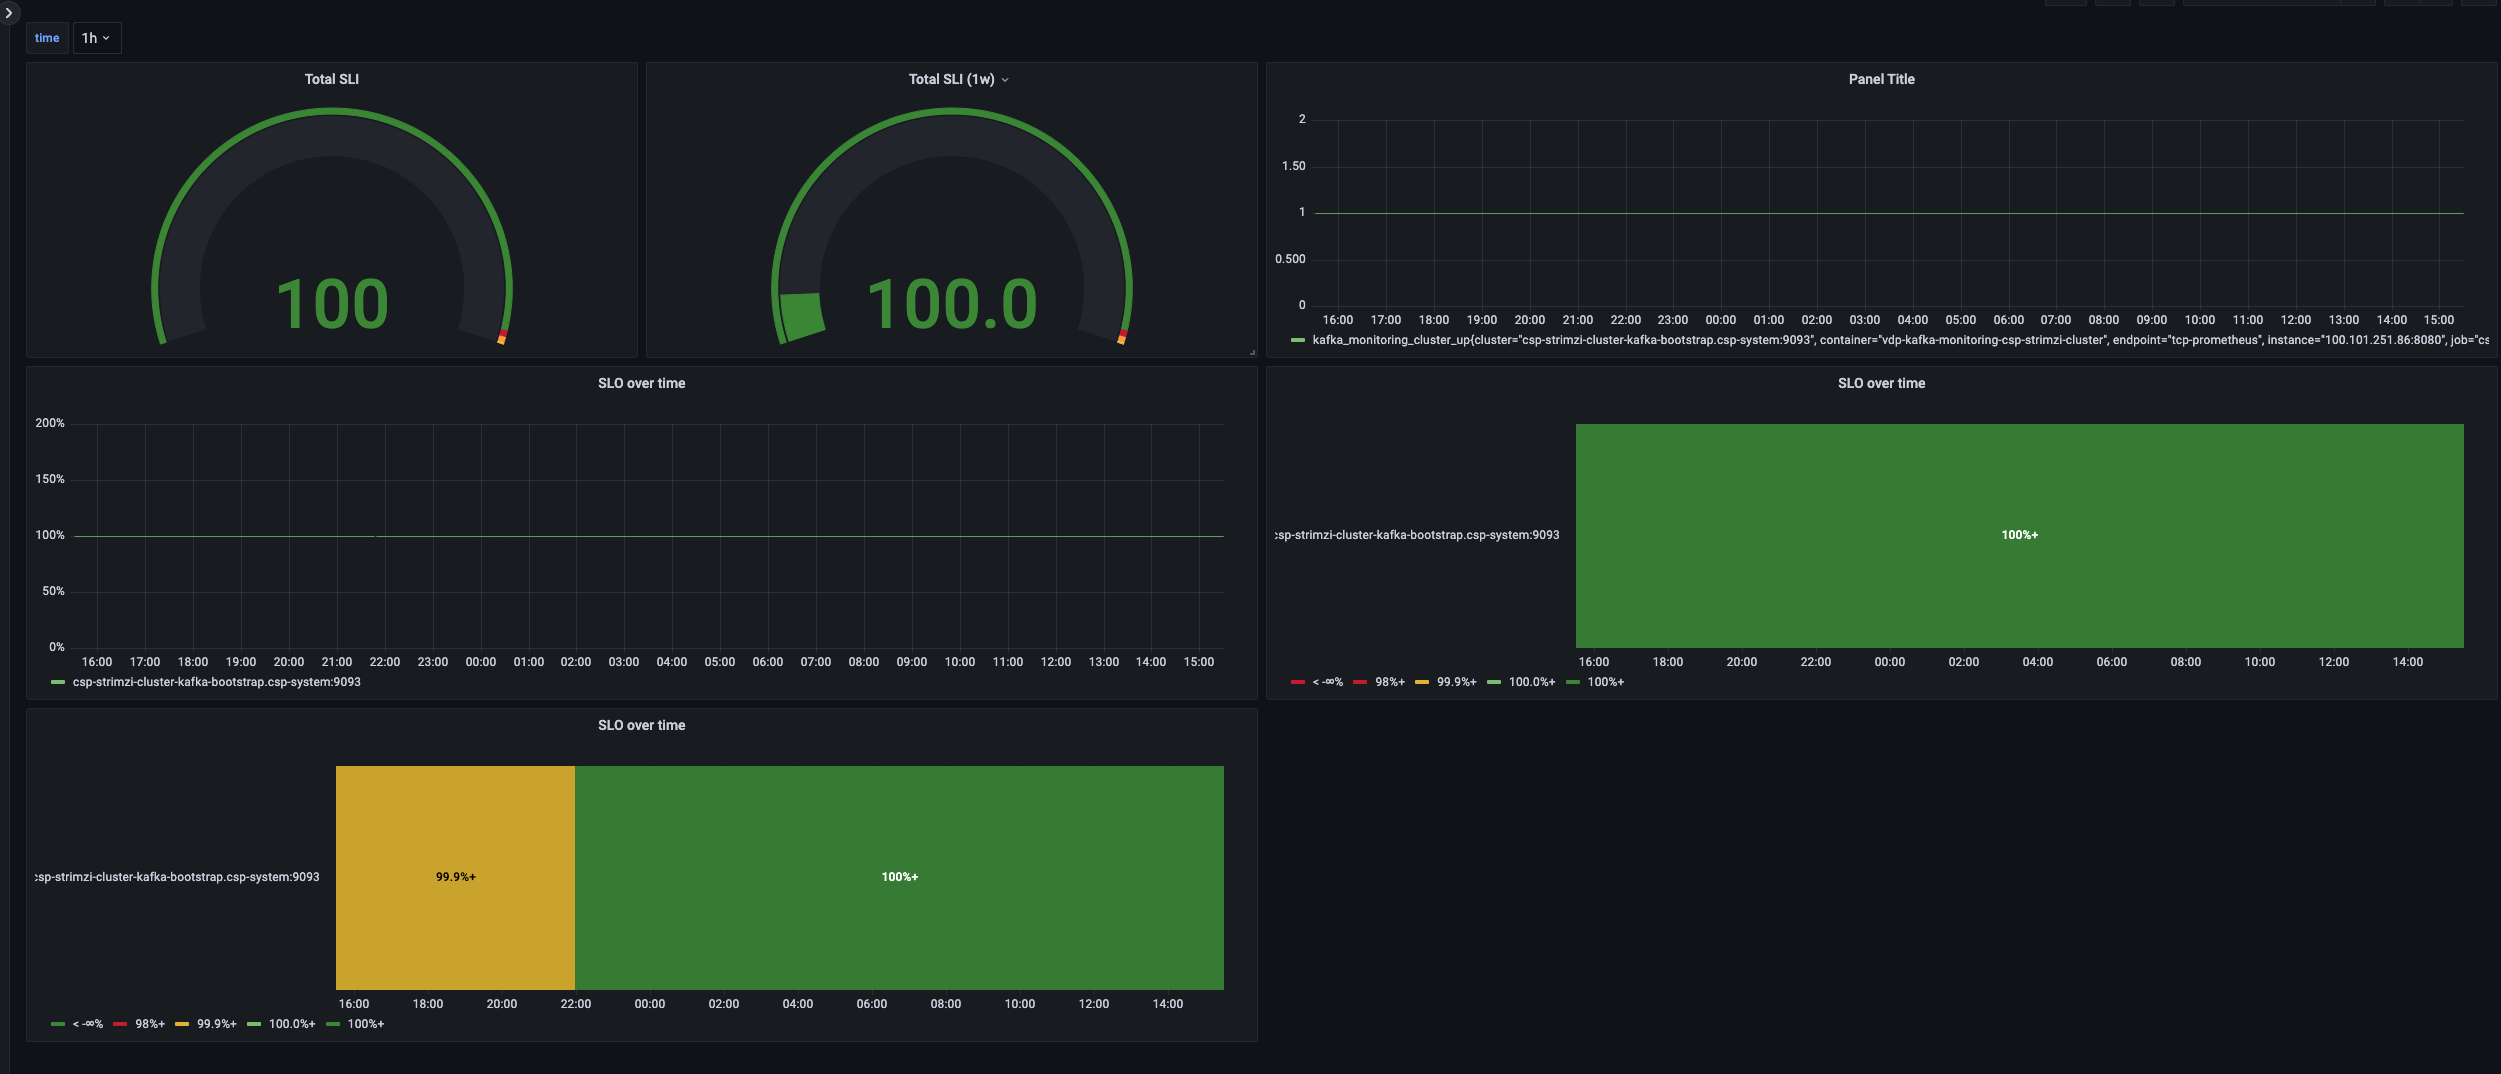 time 1h
Total SLI
100
Total SLI (1w)
100.0
Panel Title
2
1.50
1
0.500
0
16:00 17:00 18:00 19:00 20:00 21:00 22:00 23:00 00:00 01:00 02:00 03:00 04:00 05:00 06:00 07:00 08:00 09:00 10:00 11:00 12:00 13:00 14:00 15:00
kafka_monitoring_cluster_up{cluster="csp-strimzi-cluster-kafka-bootstrap.csp-system:9093", container="vdp-kafka-monitoring-csp-strimzi-cluster", endpoint="tcp-prometheus", instance="100.101.251.86:8080", job="cs
SLO over time
200%
150%
100%
50%
0%
16:00 17:00 18:00 19:00 20:00 21:00 22:00 23:00 00:00 01:00 02:00 03:00 04:00 05:00 06:00 07:00 08:00 09:00 10:00 11:00 12:00 13:00 14:00 15:00
csp-strimzi-cluster-kafka-bootstrap.csp-system:9093
SLO over time
csp-strimzi-cluster-kafka-bootstrap.csp-system:9093 100%+
16:00 18:00 20:00 22:00 00:00 02:00 04:00 06:00 08:00 10:00 12:00 14:00
< -∞% 98%+ 99.9%+ 100.0%+ 100%+
SLO over time
csp-strimzi-cluster-kafka-bootstrap.csp-system:9093 99.9%+ 100%+
16:00 18:00 20:00 22:00 00:00 02:00 04:00 06:00 08:00 10:00 12:00 14:00
< -∞% 98%+ 99.9%+ 100.0%+ 100%+